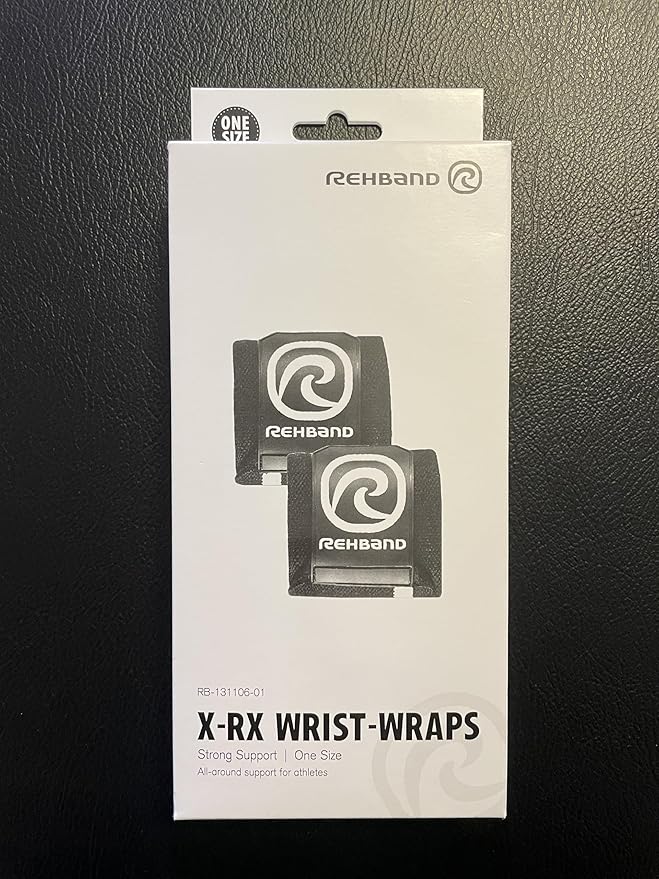 ONE
SIZE
REHBAND
REHBAND
REHBAND
RB-131106-01
X-RX WRIST-WRAPS
Strong Support | One Size
All-around support for athletes